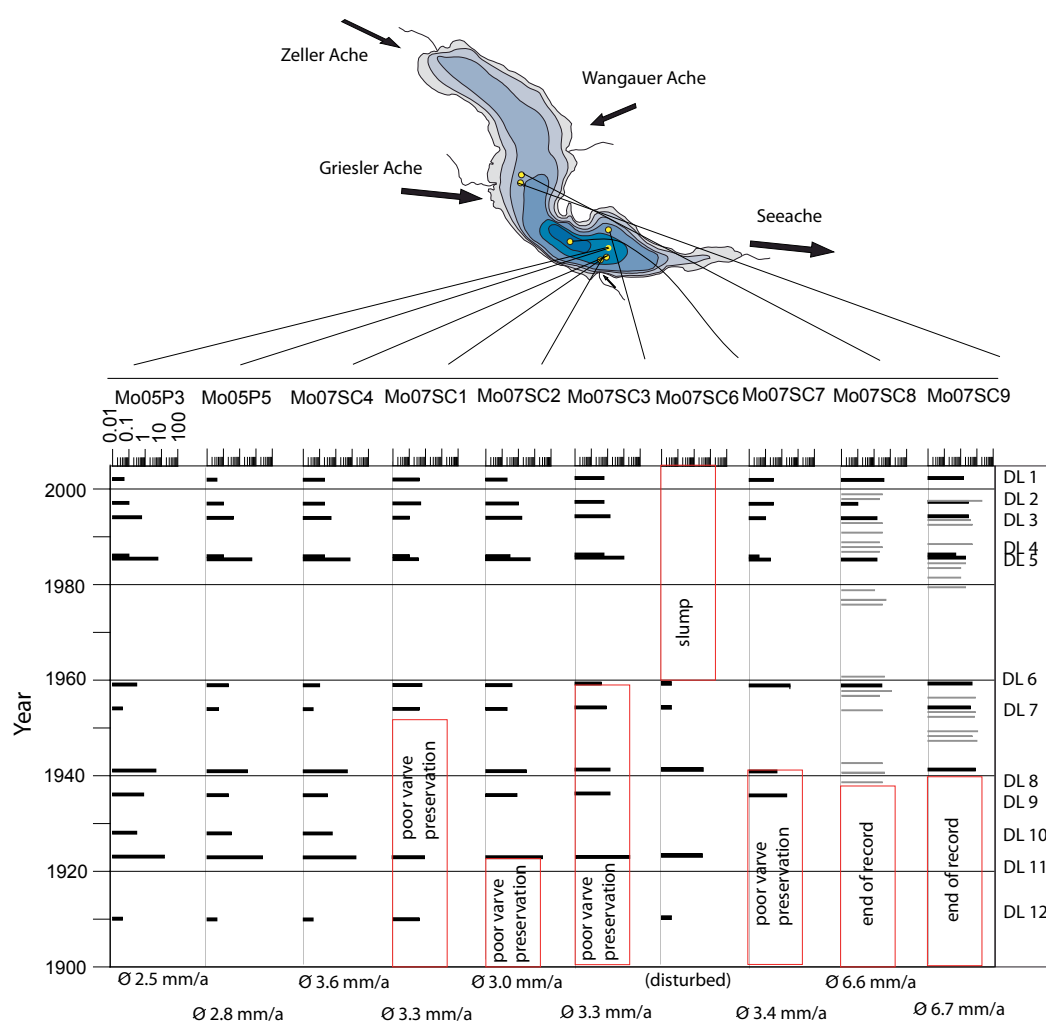 Zeller Ache
Wangauer Ache
Griesler Ache
Seeache
Mo05P3 Mo05P5 Mo07SC4 Mo07SC1 Mo07SC2 Mo07SC3 Mo07SC6 Mo07SC7 Mo07SC8 Mo07SC9
0.01
0.1
1
10
100
Year
2000
1980
1960
1940
1920
1900
DL 1
DL 2
DL 3
DL 4
DL 5
DL 6
DL 7
DL 8
DL 9
DL 10
DL 11
DL 12
poor varve
preservation
poor varve
preservation
poor varve
preservation
slump
poor varve
preservation
end of record
end of record
Ø 2.5 mm/a Ø 3.6 mm/a Ø 3.0 mm/a (disturbed) Ø 6.6 mm/a
Ø 2.8 mm/a Ø 3.3 mm/a Ø 3.3 mm/a Ø 3.4 mm/a Ø 6.7 mm/a